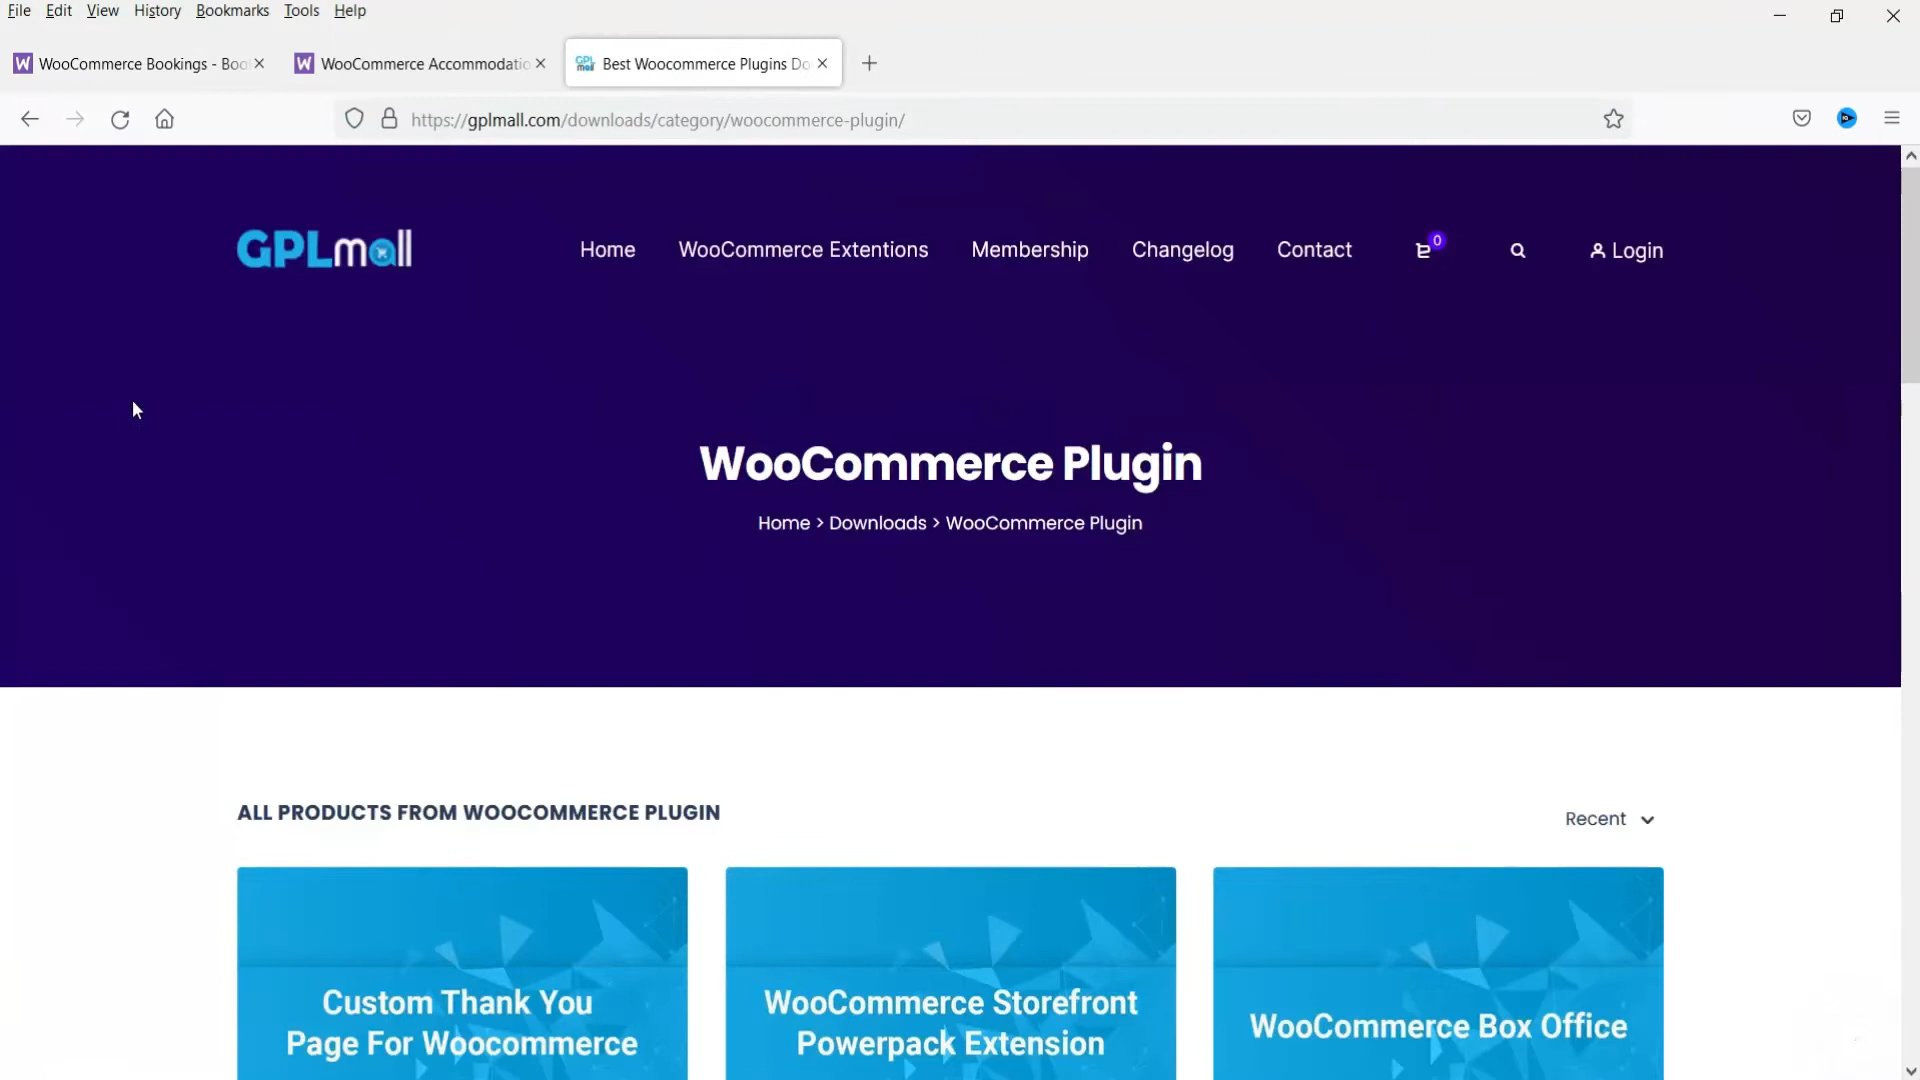 File Edit View History Bookmarks Tools Help
WooCommerce Bookings - Boo
WooCommerce Accommodatio
Best Woocommerce Plugins Do
https://gplmall.com/downloads/category/woocommerce-plugin/
GPLmall
Home
WooCommerce Extentions
Membership
Changelog
Contact
0
Login
WooCommerce Plugin
Home > Downloads > WooCommerce Plugin
ALL PRODUCTS FROM WOOCOMMERCE PLUGIN
Recent
Custom Thank You
Page For Woocommerce
WooCommerce Storefront
Powerpack Extension
WooCommerce Box Office